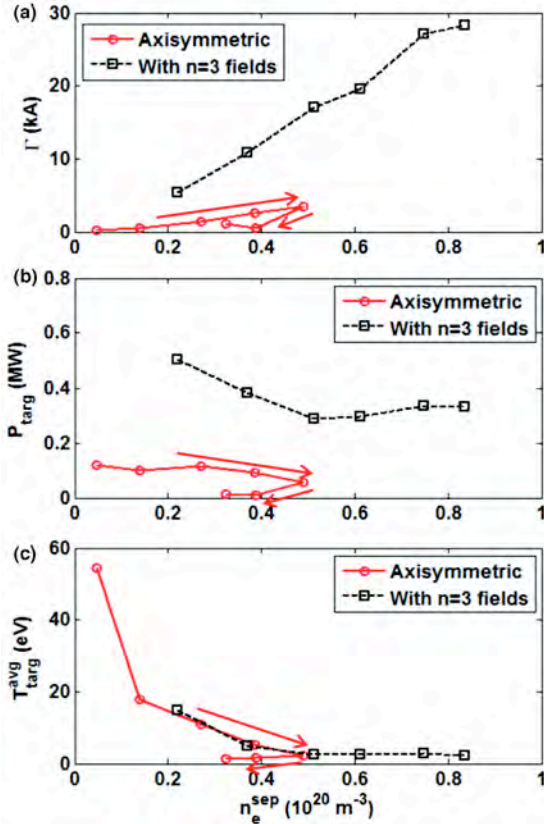 (a)
30
20
10
0
Γ (kA)
Axisymmetric
With n=3 fields
0 0.2 0.4 0.6 0.8 1
(b)
0.8
0.6
0.4
0.2
0
P_targ (MW)
Axisymmetric
With n=3 fields
0 0.2 0.4 0.6 0.8 1
(c)
60
40
20
0
T_targ^avg (eV)
Axisymmetric
With n=3 fields
0 0.2 0.4 0.6 0.8 1
n_e^sep (10^20 m^-3)